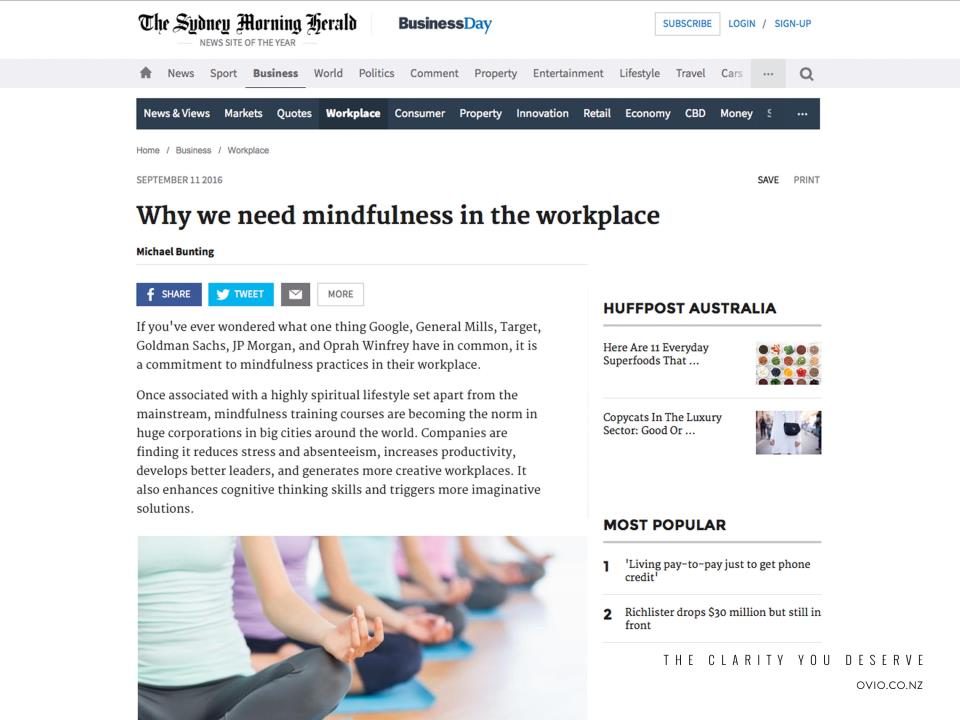 The Sydney Morning Herald
NEWS SITE OF THE YEAR
BusinessDay
SUBSCRIBE LOGIN / SIGN-UP
News Sport Business World Politics Comment Property Entertainment Lifestyle Travel Cars ...
News & Views Markets Quotes Workplace Consumer Property Innovation Retail Economy CBD Money S ...
Home / Business / Workplace
SEPTEMBER 11 2016
SAVE PRINT
Why we need mindfulness in the workplace
Michael Bunting
SHARE TWEET MORE
If you've ever wondered what one thing Google, General Mills, Target,
Goldman Sachs, JP Morgan, and Oprah Winfrey have in common, it is
a commitment to mindfulness practices in their workplace.
Once associated with a highly spiritual lifestyle set apart from the
mainstream, mindfulness training courses are becoming the norm in
huge corporations in big cities around the world. Companies are
finding it reduces stress and absenteeism, increases productivity,
develops better leaders, and generates more creative workplaces. It
also enhances cognitive thinking skills and triggers more imaginative
solutions.
HUFFPOST AUSTRALIA
Here Are 11 Everyday
Superfoods That ...
Copycats In The Luxury
Sector: Good Or ...
MOST POPULAR
1 'Living pay-to-pay just to get phone
credit'
2 Richlister drops $30 million but still in
front
THE CLARITY YOU DESERVE
OVIO.CO.NZ